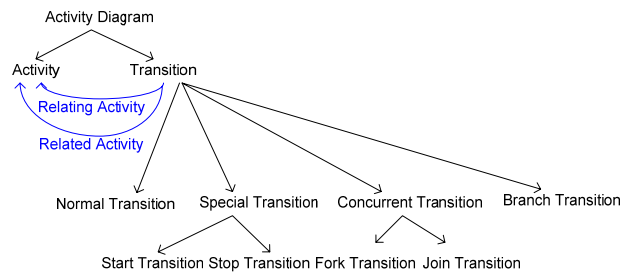 Activity Diagram
Activity Transition
Relating Activity
Related Activity
Normal Transition Special Transition Concurrent Transition Branch Transition
Start Transition Stop Transition Fork Transition Join Transition